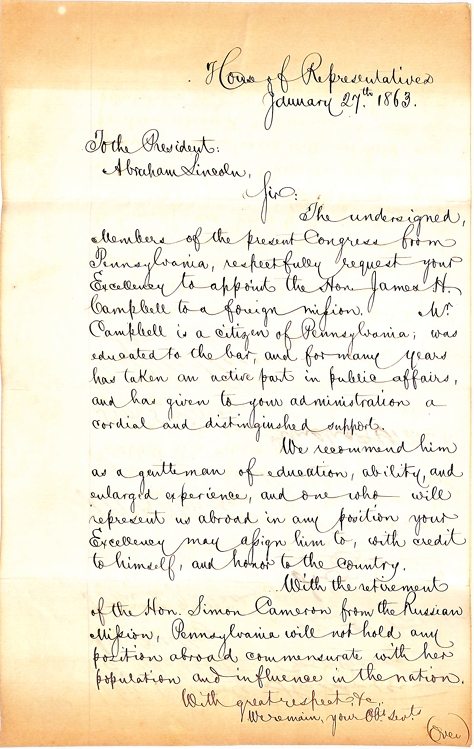 House of Representatives
January 27th 1863.
To the President:
Abraham Lincoln,
Sir:
The undersigned,
Members of the present Congress from
Pennsylvania, respectfully request your
Excellency to appoint the Hon. James H.
Campbell to a foreign mission. Mr
Campbell is a citizen of Pennsylvania; was
educated to the bar, and for many years
has taken an active part in public affairs,
and has given to your administration a
cordial and distinguished support.
We recommend him
as a gentleman of education, ability, and
enlarged experience, and one who will
represent us abroad in any position your
Excellency may assign him to, with credit
to himself, and honor to the country.
With the retirement
of the Hon. Simon Cameron from the Russian
Mission, Pennsylvania will not hold any
position abroad commensurate with her
population and influence in the nation.
With great respect, &c,
We remain, your Obt. Servt.
(Over)